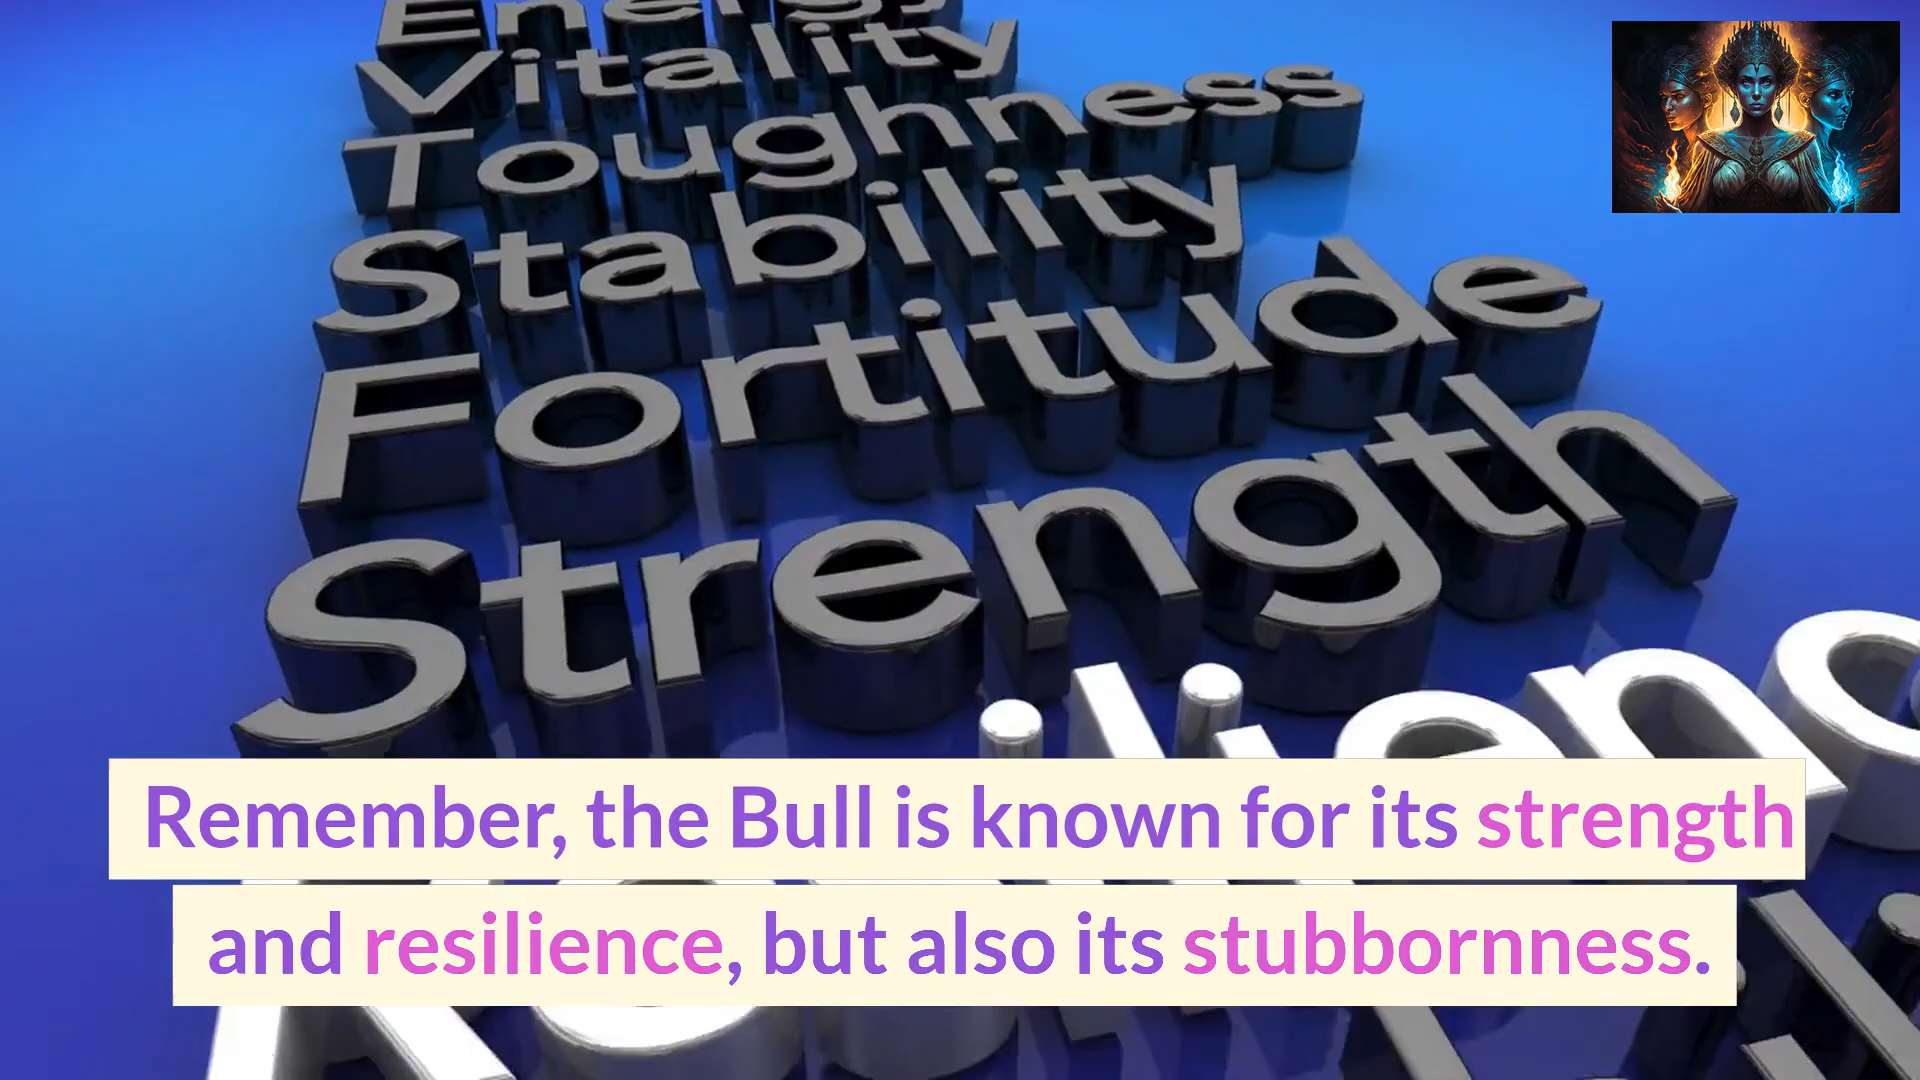 Energy
Vitality
Toughness
Stability
Fortitude
Strength
Remember, the Bull is known for its strength
and resilience, but also its stubbornness.